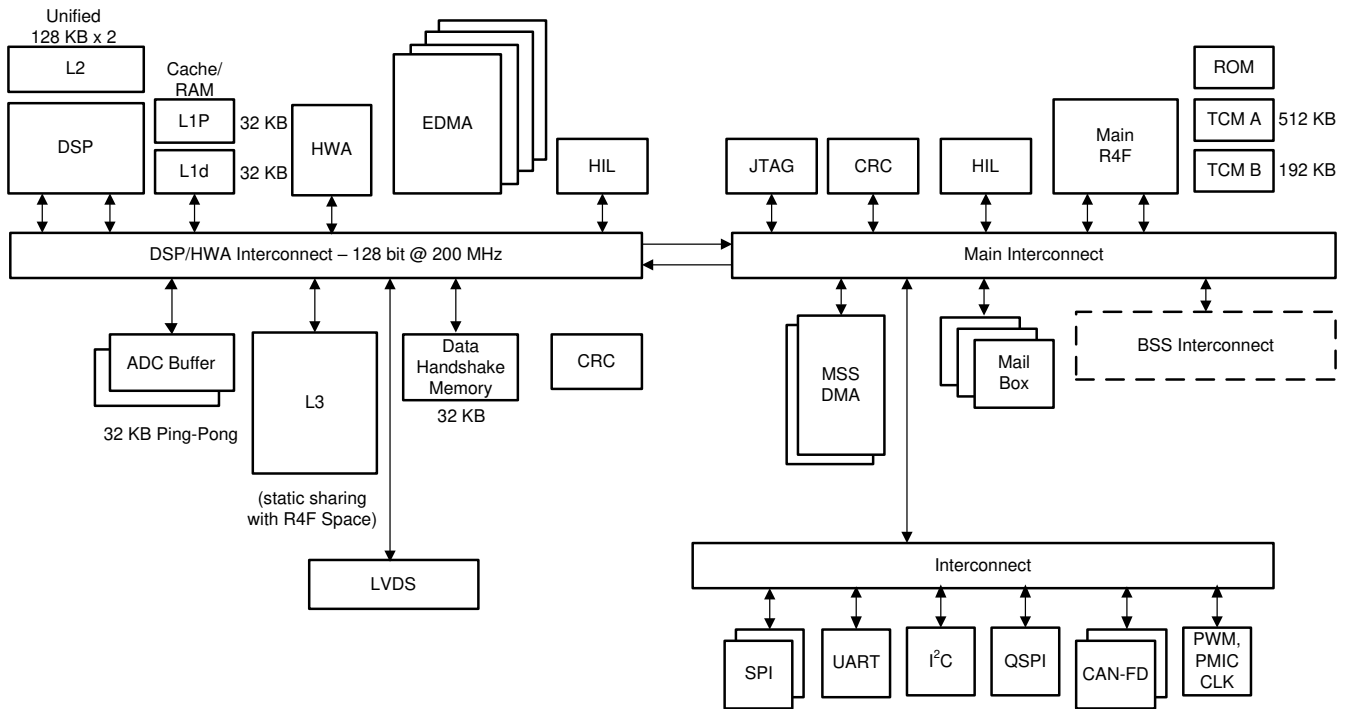 Unified
128 KB x 2
L2
Cache/
RAM
DSP
L1P
32 KB
L1d
32 KB
HWA
EDMA
HIL
JTAG
CRC
HIL
Main
R4F
ROM
TCM A
512 KB
TCM B
192 KB
DSP/HWA Interconnect – 128 bit @ 200 MHz
Main Interconnect
ADC Buffer
32 KB Ping-Pong
L3
(static sharing
with R4F Space)
Data
Handshake
Memory
32 KB
CRC
LVDS
MSS
DMA
Mail
Box
BSS Interconnect
Interconnect
SPI
UART
I²C
QSPI
CAN-FD
PWM,
PMIC
CLK